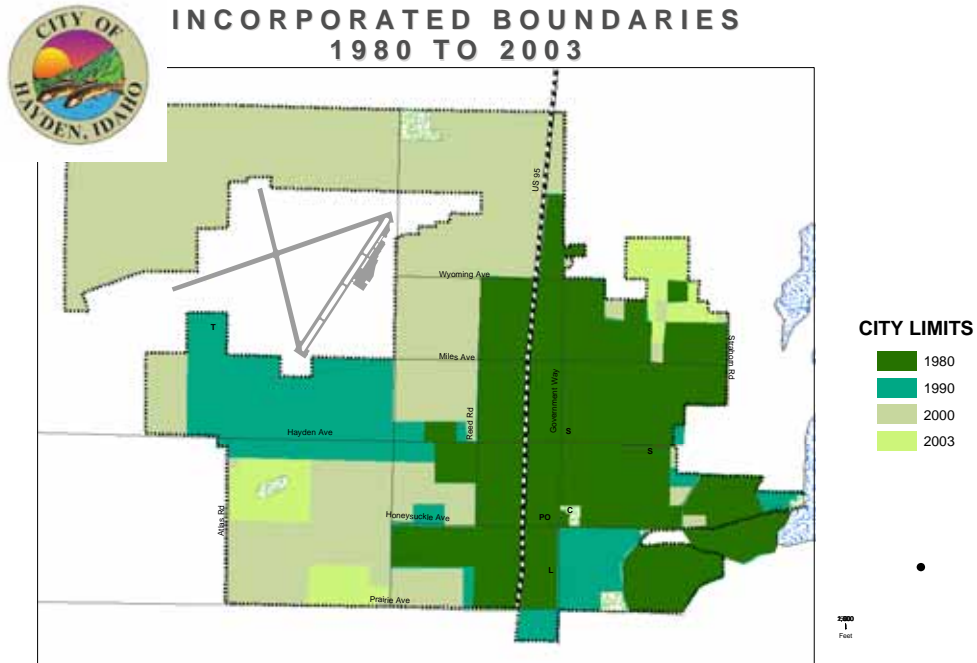 INCORPORATED BOUNDARIES
1980 TO 2003
CITY OF
HAYDEN, IDAHO
US 95
Wyoming Ave
T
Miles Ave
Strahorn Rd
Government Way
Reed Rd
Hayden Ave
S
S
Atlas Rd
Honeysuckle Ave
PO
C
L
Prairie Ave
CITY LIMITS
1980
1990
2000
2003
Feet